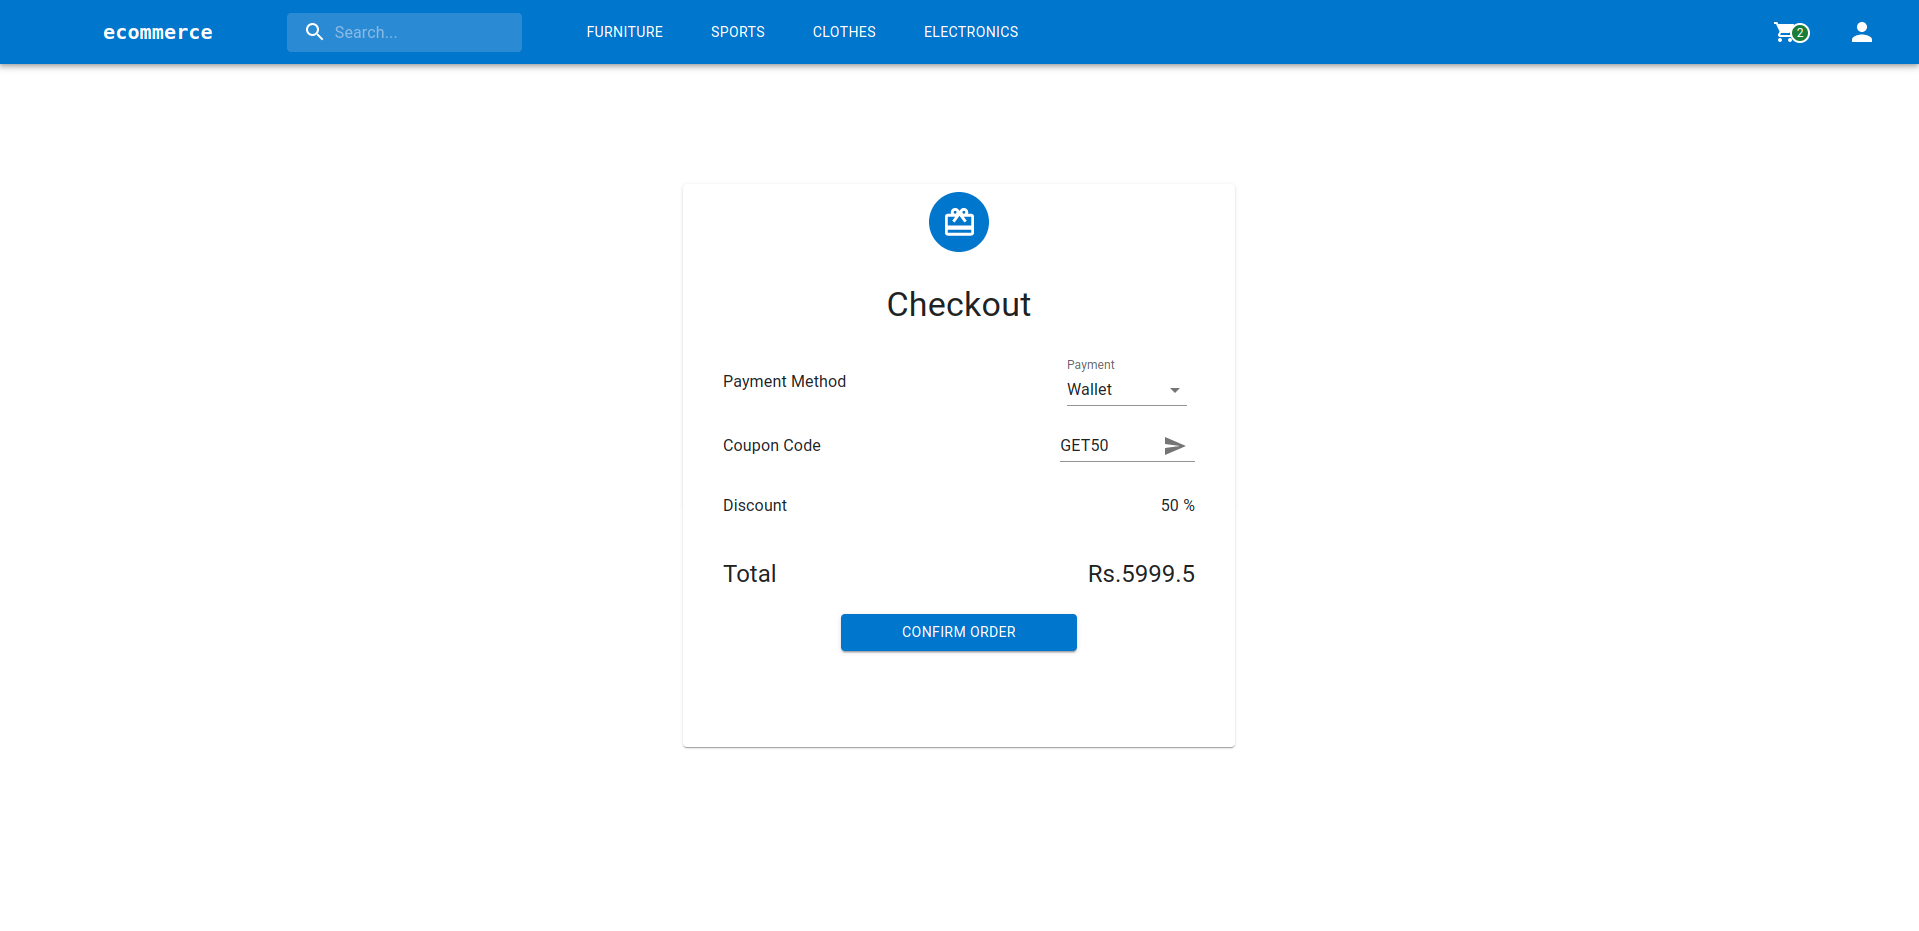 ecommerce
Search...
FURNITURE
SPORTS
CLOTHES
ELECTRONICS
2
Checkout
Payment Method
Payment
Wallet
Coupon Code
GET50
Discount
50 %
Total
Rs.5999.5
CONFIRM ORDER